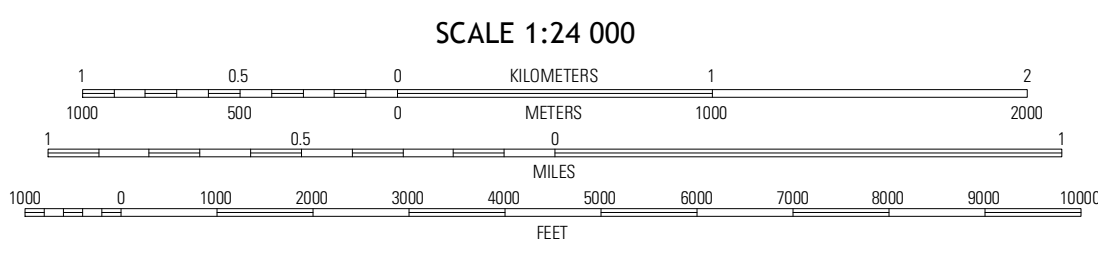 SCALE 1:24 000
1 0.5 0 KILOMETERS 1 2
1000 500 0 METERS 1000 2000
1 0.5 0 1
MILES
1000 0 1000 2000 3000 4000 5000 6000 7000 8000 9000 10000
FEET